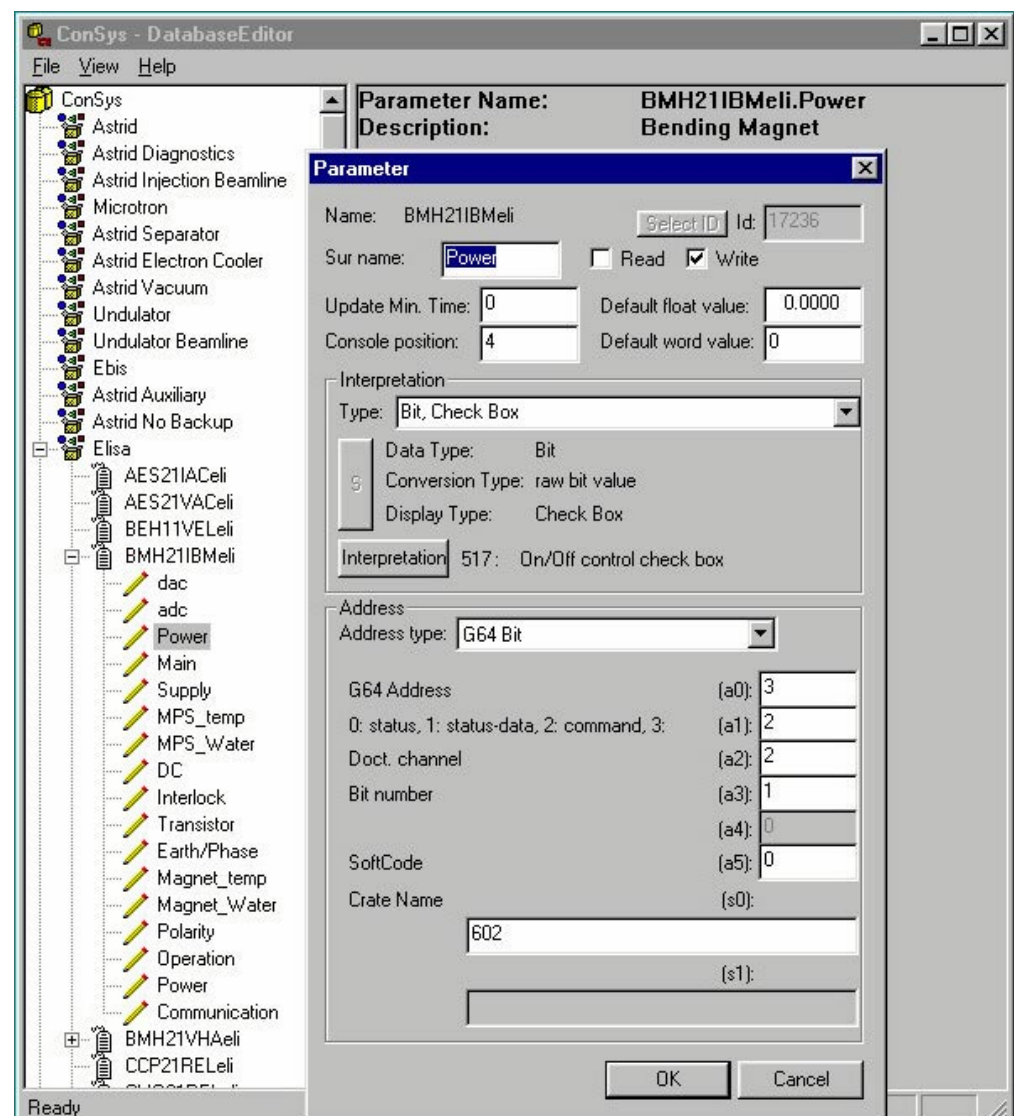 ConSys - DatabaseEditor
File View Help
ConSys
Astrid
Astrid Diagnostics
Astrid Injection Beamline
Microtron
Astrid Separator
Astrid Electron Cooler
Astrid Vacuum
Undulator
Undulator Beamline
Ebis
Astrid Auxiliary
Astrid No Backup
Elisa
AES21IACeli
AES21VACeli
BEH11VELeli
BMH21IBMeli
dac
adc
Power
Main
Supply
MPS_temp
MPS_Water
DC
Interlock
Transistor
Earth/Phase
Magnet_temp
Magnet_Water
Polarity
Operation
Power
Communication
BMH21VHAeli
CCP21RELeli
Ready
Parameter Name: BMH21IBMeli.Power
Description: Bending Magnet
Parameter
Name: BMH21IBMeli Select ID Id: 17236
Sur name: Power Read Write
Update Min. Time: 0 Default float value: 0.0000
Console position: 4 Default word value: 0
Interpretation
Type: Bit, Check Box
S
Data Type: Bit
Conversion Type: raw bit value
Display Type: Check Box
Interpretation 517: On/Off control check box
Address
Address type: G64 Bit
G64 Address (a0): 3
0: status, 1: status-data, 2: command, 3: (a1): 2
Doct. channel (a2): 2
Bit number (a3): 1
(a4): 0
SoftCode (a5): 0
Crate Name (s0):
602
(s1):
OK Cancel